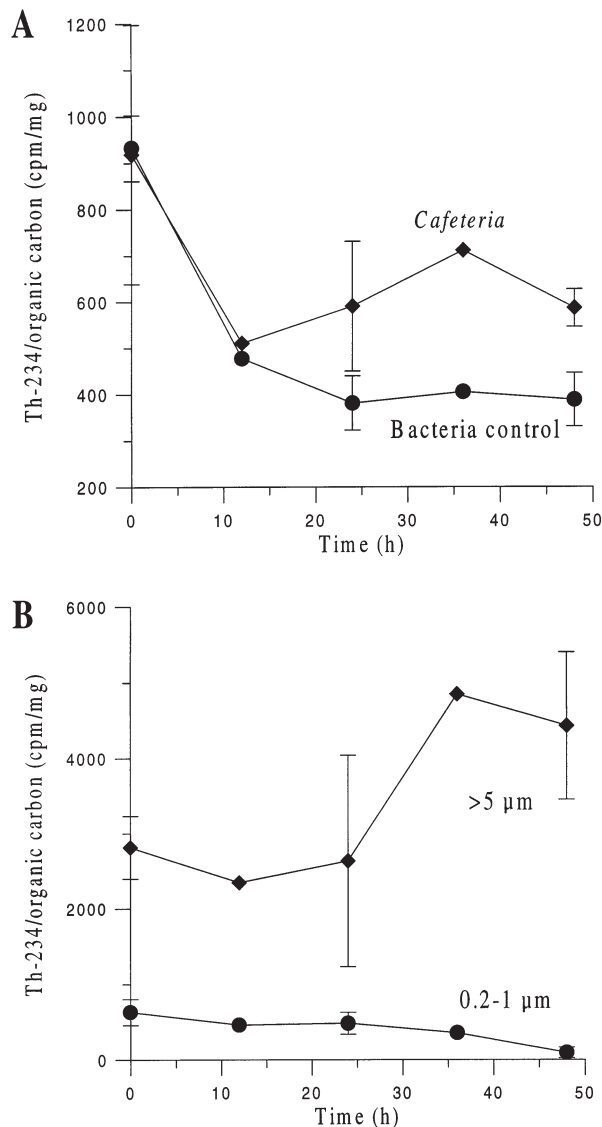 A
Th-234/organic carbon (cpm/mg)
1200
1000
800
600
400
200
Cafeteria
Bacteria control
0
10
20
30
40
50
Time (h)
B
Th-234/organic carbon (cpm/mg)
6000
4000
2000
0
>5 µm
0.2-1 µm
0
10
20
30
40
50
Time (h)